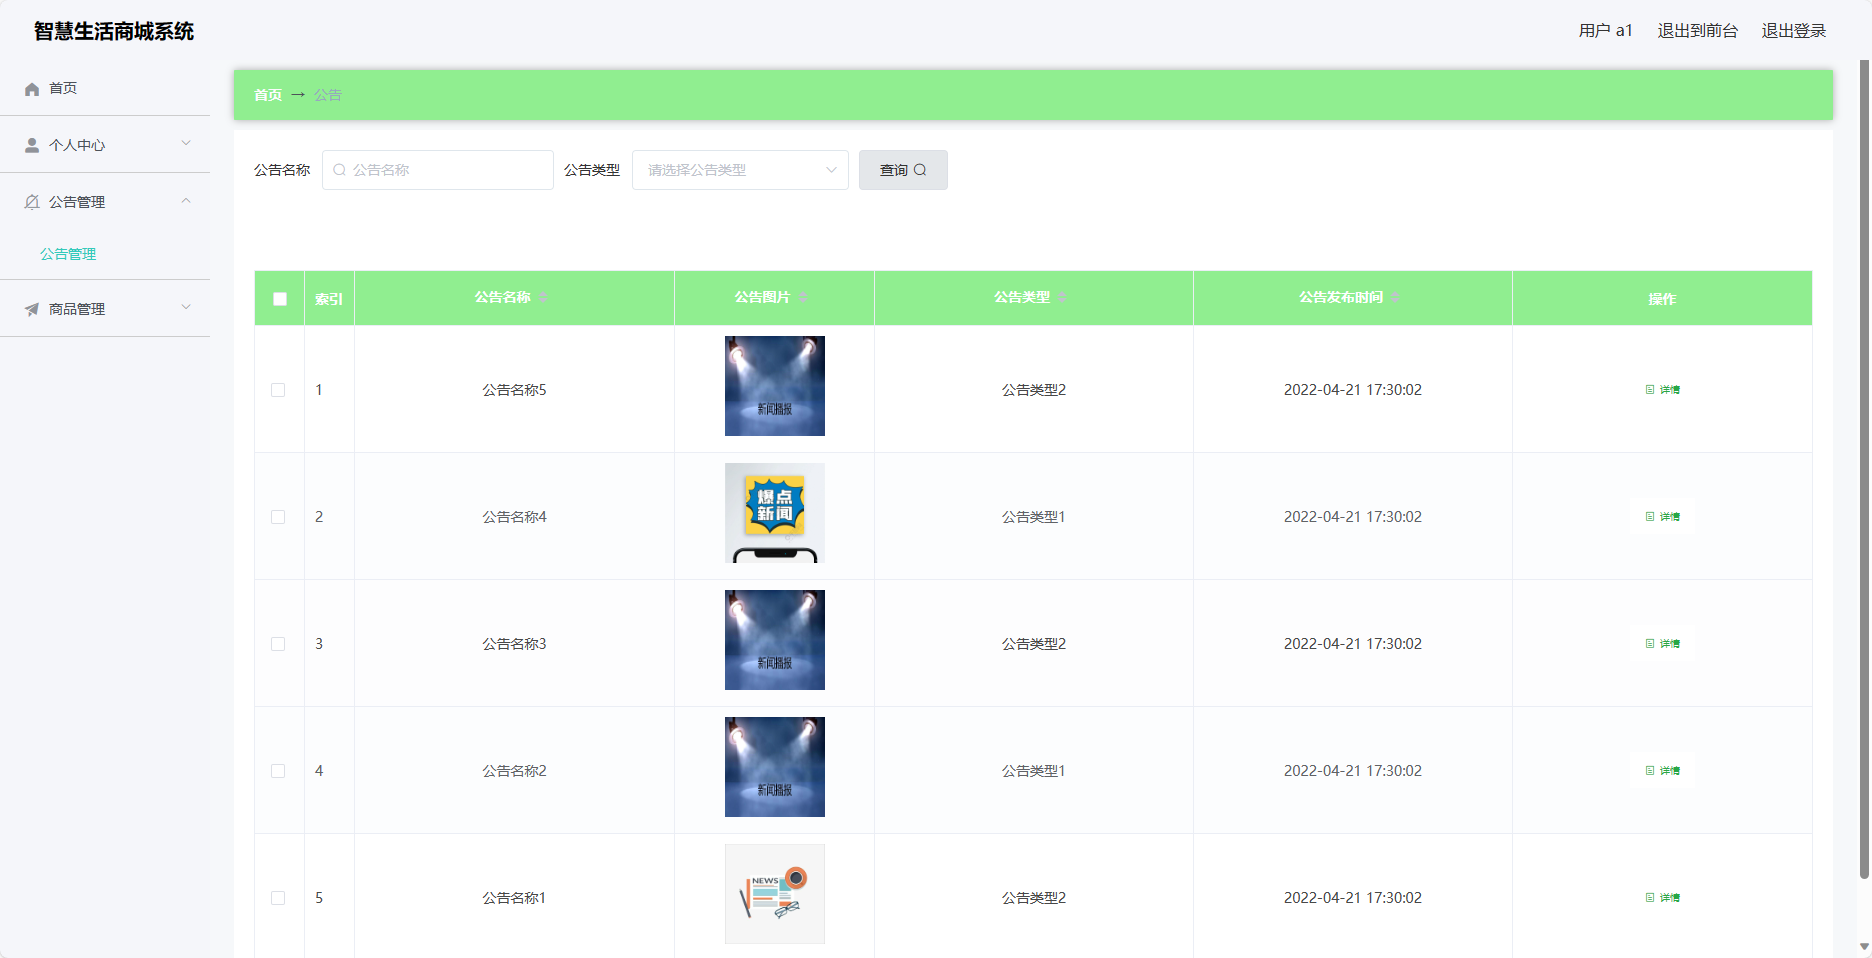 智慧生活商城系统
用户 a1 退出到前台 退出登录
首页
个人中心
公告管理
公告管理
商品管理
首页 → 公告
公告名称 公告名称 公告类型 请选择公告类型 查询
索引 公告名称 公告图片 公告类型 公告发布时间 操作
1 公告名称5 新闻播报 公告类型2 2022-04-21 17:30:02 详情
2 公告名称4 爆点 公告类型1 2022-04-21 17:30:02 详情
新闻
3 公告名称3 新闻播报 公告类型2 2022-04-21 17:30:02 详情
4 公告名称2 新闻播报 公告类型1 2022-04-21 17:30:02 详情
5 公告名称1 NEWS 公告类型2 2022-04-21 17:30:02 详情